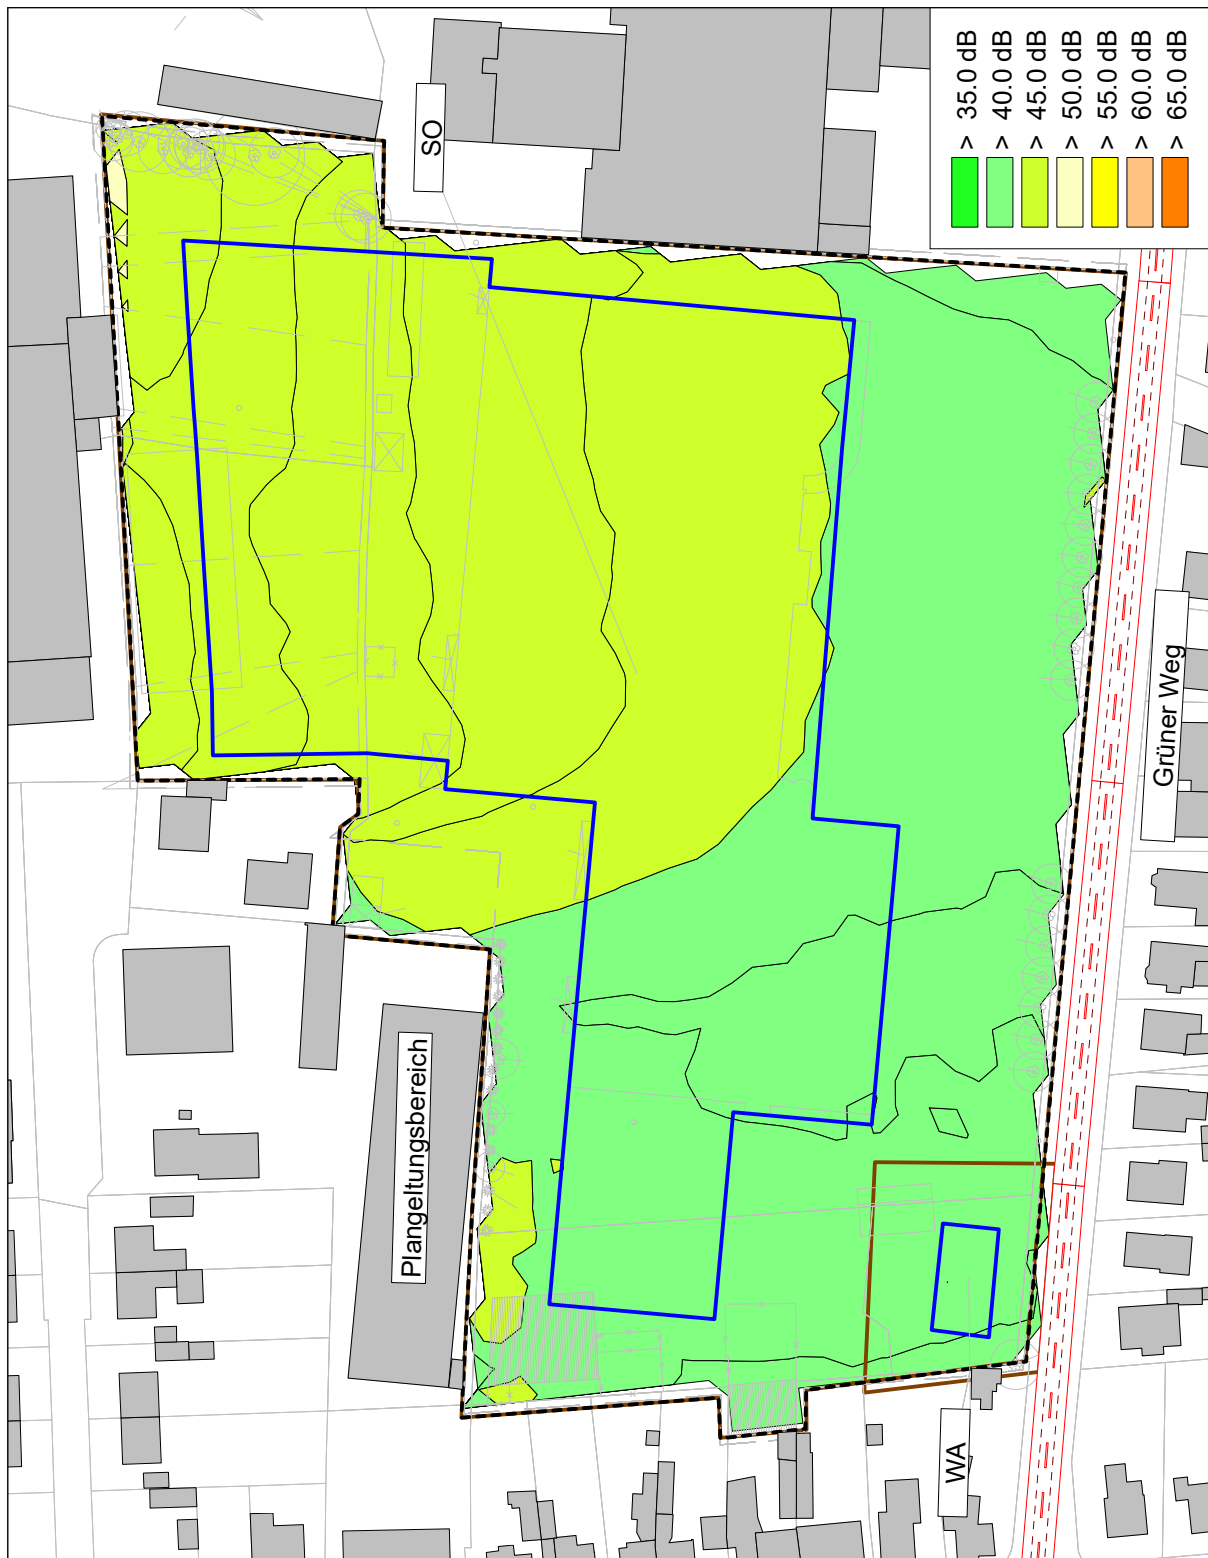 > 35.0 dB
> 40.0 dB
> 45.0 dB
> 50.0 dB
> 55.0 dB
> 60.0 dB
> 65.0 dB
SO
Plangeltungsbereich
Grüner Weg
WA